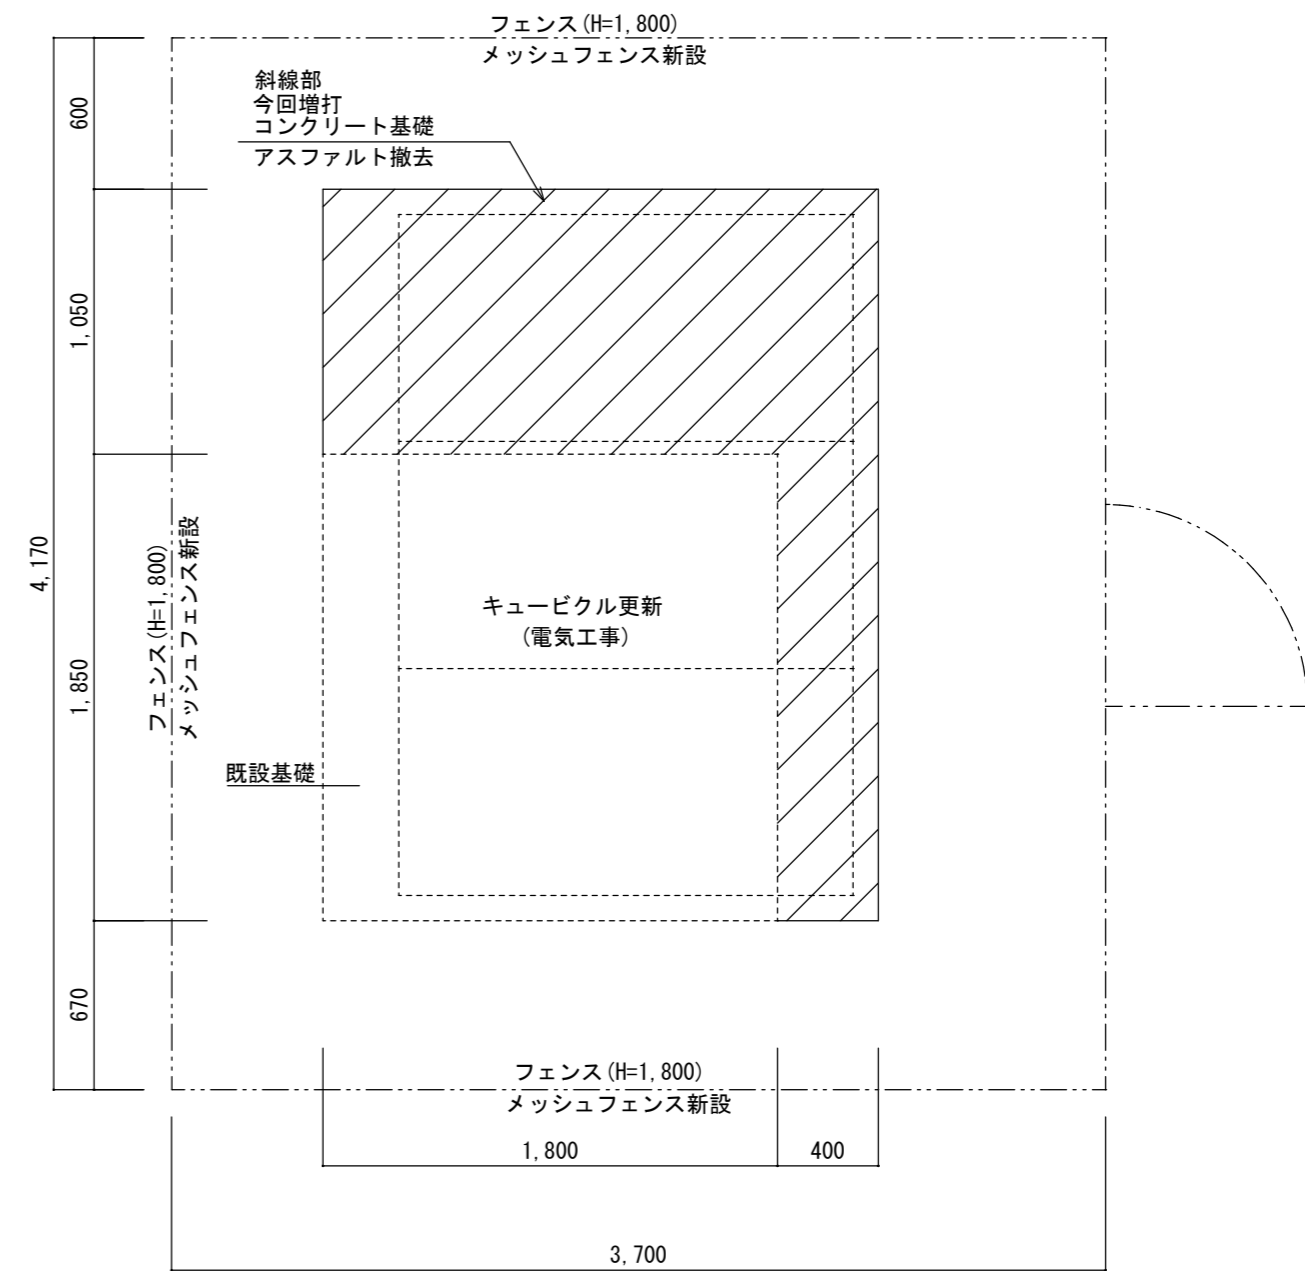 フェンス(H=1,800)
メッシュフェンス新設
斜線部
今回増打
コンクリート基礎
アスファルト撤去
600
1,050
4,170
1,850
670
フェンス(H=1,800)
メッシュフェンス新設
キュービクル更新
(電気工事)
既設基礎
フェンス(H=1,800)
メッシュフェンス新設
1,800
400
3,700